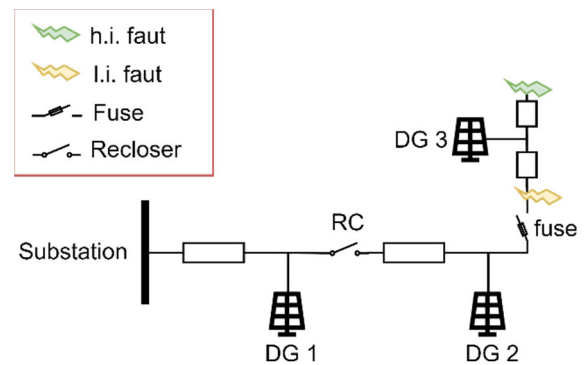 h.i. faut
l.i. faut
Fuse
Recloser
DG 3
RC
fuse
Substation
DG 1
DG 2